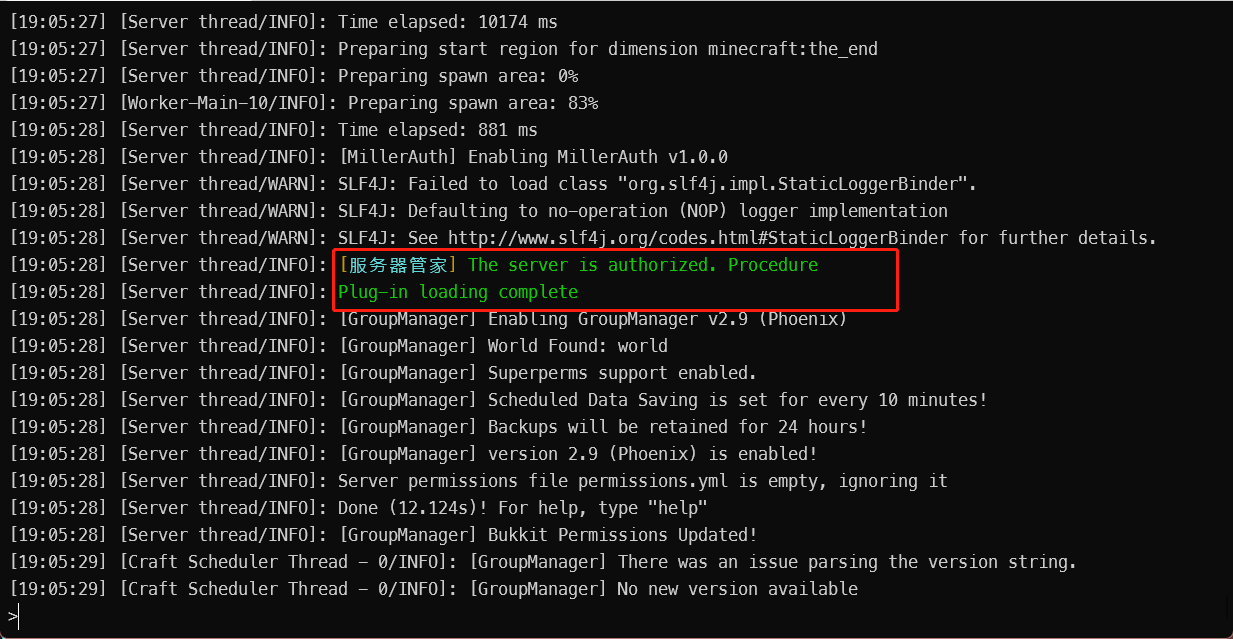 [19:05:27] [Server thread/INFO]: Time elapsed: 10174 ms
[19:05:27] [Server thread/INFO]: Preparing start region for dimension minecraft:the_end
[19:05:27] [Server thread/INFO]: Preparing spawn area: 0%
[19:05:27] [Worker-Main-10/INFO]: Preparing spawn area: 83%
[19:05:28] [Server thread/INFO]: Time elapsed: 881 ms
[19:05:28] [Server thread/INFO]: [MillerAuth] Enabling MillerAuth v1.0.0
[19:05:28] [Server thread/WARN]: SLF4J: Failed to load class "org.slf4j.impl.StaticLoggerBinder".
[19:05:28] [Server thread/WARN]: SLF4J: Defaulting to no-operation (NOP) logger implementation
[19:05:28] [Server thread/WARN]: SLF4J: See http://www.slf4j.org/codes.html#StaticLoggerBinder for further details.
[19:05:28] [Server thread/INFO]: [服务器管家] The server is authorized. Procedure
[19:05:28] [Server thread/INFO]: Plug-in loading complete
[19:05:28] [Server thread/INFO]: [GroupManager] Enabling GroupManager v2.9 (Phoenix)
[19:05:28] [Server thread/INFO]: [GroupManager] World Found: world
[19:05:28] [Server thread/INFO]: [GroupManager] Superperms support enabled.
[19:05:28] [Server thread/INFO]: [GroupManager] Scheduled Data Saving is set for every 10 minutes!
[19:05:28] [Server thread/INFO]: [GroupManager] Backups will be retained for 24 hours!
[19:05:28] [Server thread/INFO]: [GroupManager] version 2.9 (Phoenix) is enabled!
[19:05:28] [Server thread/INFO]: Server permissions file permissions.yml is empty, ignoring it
[19:05:28] [Server thread/INFO]: Done (12.124s)! For help, type "help"
[19:05:28] [Server thread/INFO]: [GroupManager] Bukkit Permissions Updated!
[19:05:29] [Craft Scheduler Thread - 0/INFO]: [GroupManager] There was an issue parsing the version string.
[19:05:29] [Craft Scheduler Thread - 0/INFO]: [GroupManager] No new version available
>